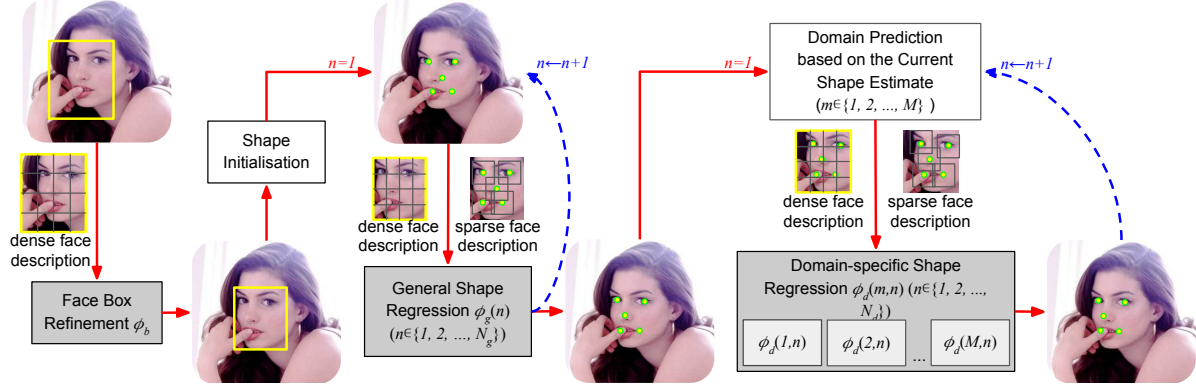 dense face
description
Face Box
Refinement ϕb
Shape
Initialisation
n=1
n←n+1
dense face
description
sparse face
description
General Shape
Regression ϕg(n)
(n∈{1, 2, ..., Ng})
n=1
Domain Prediction
based on the Current
Shape Estimate
(m∈{1, 2, ..., M} )
n←n+1
dense face
description
sparse face
description
Domain-specific Shape
Regression ϕd(m,n) (n∈{1, 2, ...,
Nd})
ϕd(1,n)
ϕd(2,n)
...
ϕd(M,n)